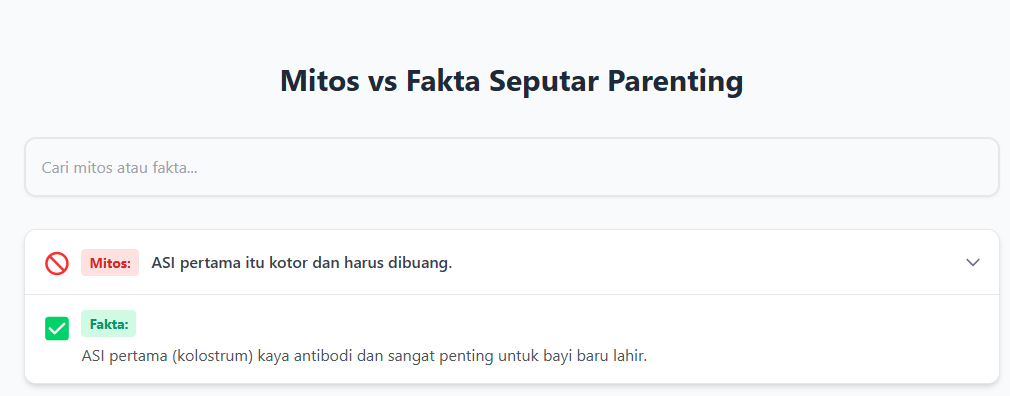 Mitos vs Fakta Seputar Parenting
Cari mitos atau fakta...
Mitos: ASI pertama itu kotor dan harus dibuang.
Fakta:
ASI pertama (kolostrum) kaya antibodi dan sangat penting untuk bayi baru lahir.